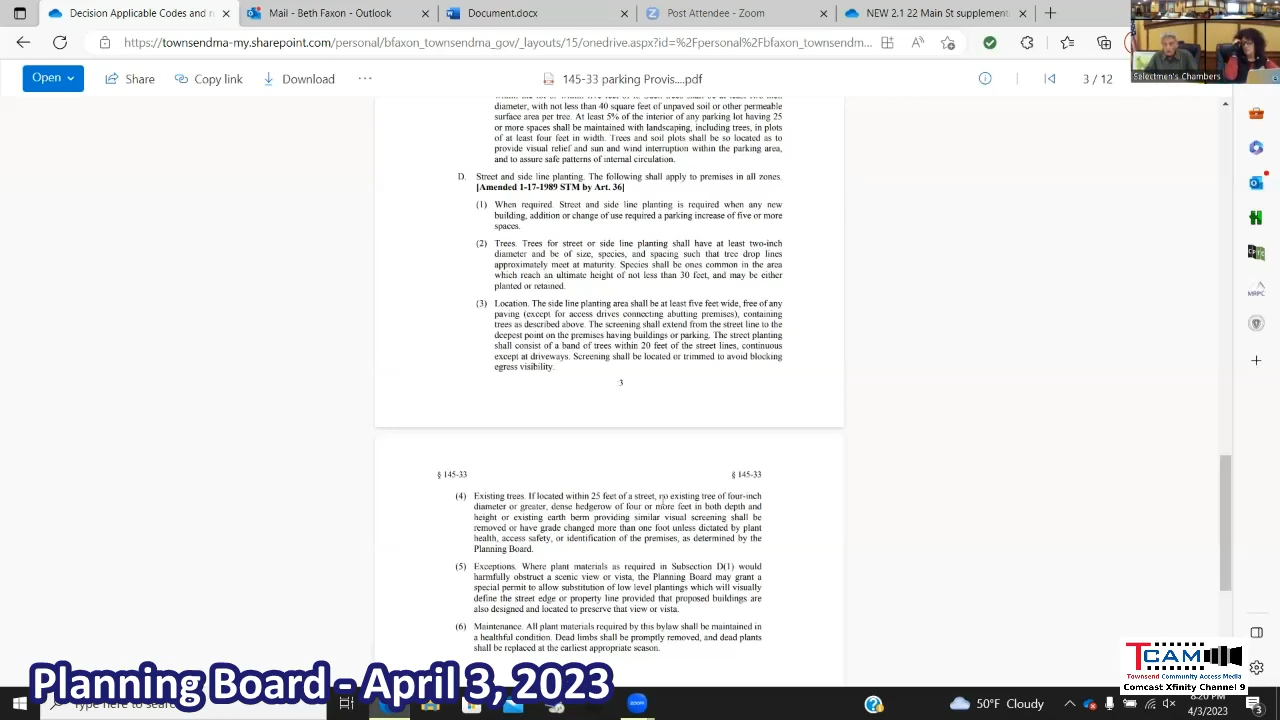 Deccan Applicable Codes and r
Mail - Beth Faxon - Outlook
Document
Post Attendee - Zoom
NEW 2.1.22 Main
https://townsendma-my.sharepoint.com/personal/bfaxon_townsendma_gov/_layouts/15/onedrive.aspx?id=%2Fpersonal%2Fbfaxon_townsendm...
Selectmen's Chambers
Open
Share
Copy link
Download
145-33 parking Provis....pdf
3 / 12
diameter, with not less than 40 square feet of unpaved soil or other permeable
surface area per tree. At least 5% of the interior of any parking lot having 25
or more spaces shall be maintained with landscaping, including trees, in plots
of at least four feet in width. Trees and soil plots shall be so located as to
provide visual relief and sun and wind interruption within the parking area,
and to assure safe patterns of internal circulation.
D. Street and side line planting. The following shall apply to premises in all zones.
[Amended 1-17-1989 STM by Art. 36]
(1) When required. Street and side line planting is required when any new
building, addition or change of use required a parking increase of five or more
spaces.
(2) Trees. Trees for street or side line planting shall have at least two-inch
diameter and be of size, species, and spacing such that tree drop lines
approximately meet at maturity. Species shall be ones common in the area
which reach an ultimate height of not less than 30 feet, and may be either
planted or retained.
(3) Location. The side line planting area shall be at least five feet wide, free of any
paving (except for access drives connecting abutting premises), containing
trees as described above. The screening shall extend from the street line to the
deepest point on the premises having buildings or parking. The street planting
shall consist of a band of trees within 20 feet of the street lines, continuous
except at driveways. Screening shall be located or trimmed to avoid blocking
egress visibility.
3
§ 145-33 § 145-33
(4) Existing trees. If located within 25 feet of a street, no existing tree of four-inch
diameter or greater, dense hedgerow of four or more feet in both depth and
height or existing earth berm providing similar visual screening shall be
removed or have grade changed more than one foot unless dictated by plant
health, access safety, or identification of the premises, as determined by the
Planning Board.
(5) Exceptions. Where plant materials as required in Subsection D(1) would
harmfully obstruct a scenic view or vista, the Planning Board may grant a
special permit to allow substitution of low level plantings which will visually
define the street edge or property line provided that proposed buildings are
also designed and located to preserve that view or vista.
(6) Maintenance. All plant materials required by this bylaw shall be maintained in
a healthful condition. Dead limbs shall be promptly removed, and dead plants
shall be replaced at the earliest appropriate season.
MRPC
Planning Board - April 3, 2023
TCAM
Townsend Community Access Media
Comcast Xfinity Channel 9
Type here to search
zoom
50°F Cloudy
8:20 PM
4/3/2023
3